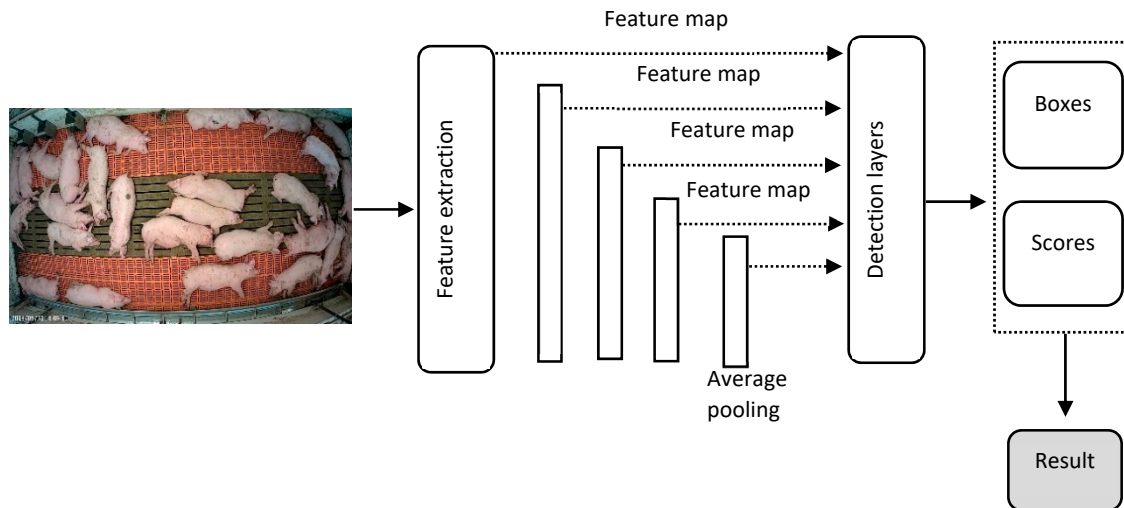 Feature map
Feature map
Feature map
Feature map
Feature extraction
Detection layers
Boxes
Scores
Average
pooling
Result